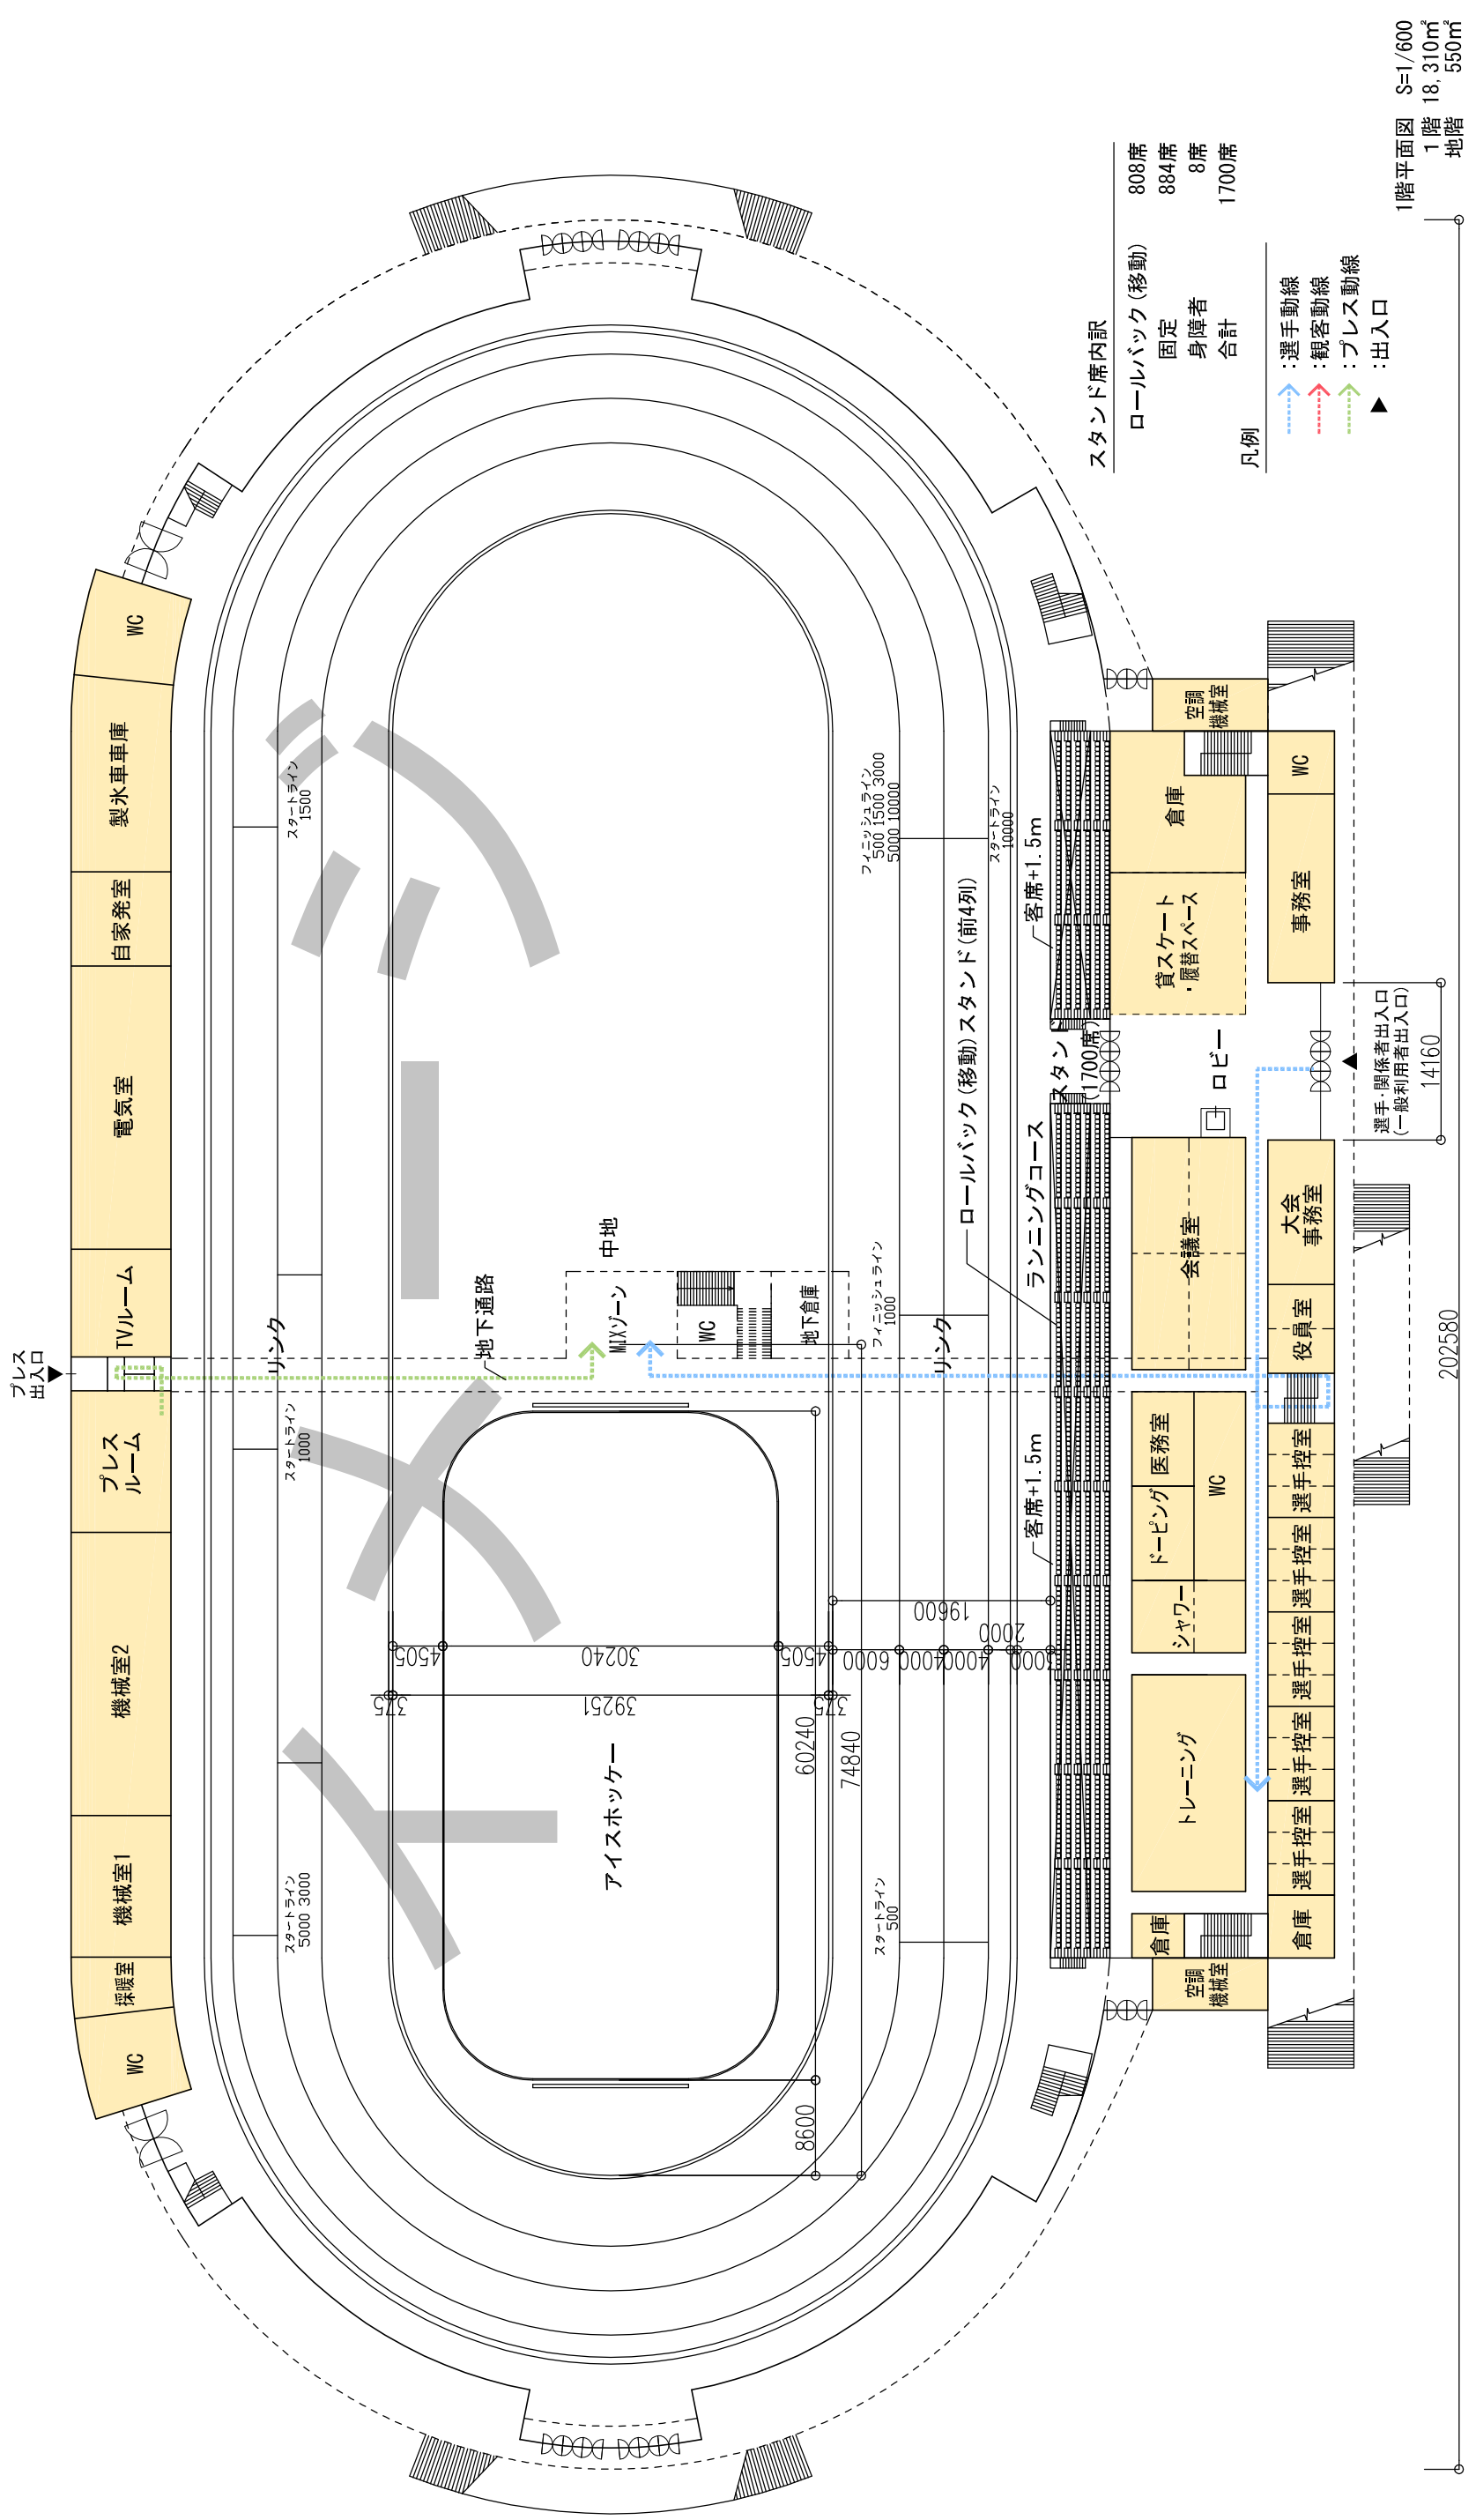 プレス
出入口
WC
採暖室
機械室1
機械室2
プレス
ルーム
TVルーム
電気室
自家発室
製氷車車庫
WC
リンク
スタートライン
5000 3000
スタートライン
1000
スタートライン
1500
イメージ
地下通路
アイスホッケー
MIXゾーン
中地
WC
地下倉庫
375
4505
39251
30240
375
4505
8600
60240
74840
スタートライン
500
フィニッシュライン
1000
フィニッシュライン
500 1500 3000
5000 10000
スタートライン
10000
リンク
6000
4000
4000
2000
3000
19600
ロールバック(移動)スタンド(前4列)
ランニングコース
客席+1.5m
客席+1.5m
スタンド
(1700席)
空調
機械室
倉庫
トレーニング
シャワー
ドーピング
医務室
WC
会議室
ロビー
貸スケート
・履替スペース
倉庫
空調
機械室
倉庫
選手控室
選手控室
選手控室
選手控室
選手控室
役員室
大会
事務室
事務室
WC
選手・関係者出入口
(一般利用者出入口)
14160
202580
スタンド席内訳
ロールバック(移動) 808席
固定 884席
身障者 8席
合計 1700席
凡例
:選手動線
:観客動線
:プレス動線
:出入口
1階平面図 S=1/600
1階 18,310㎡
地階 550㎡